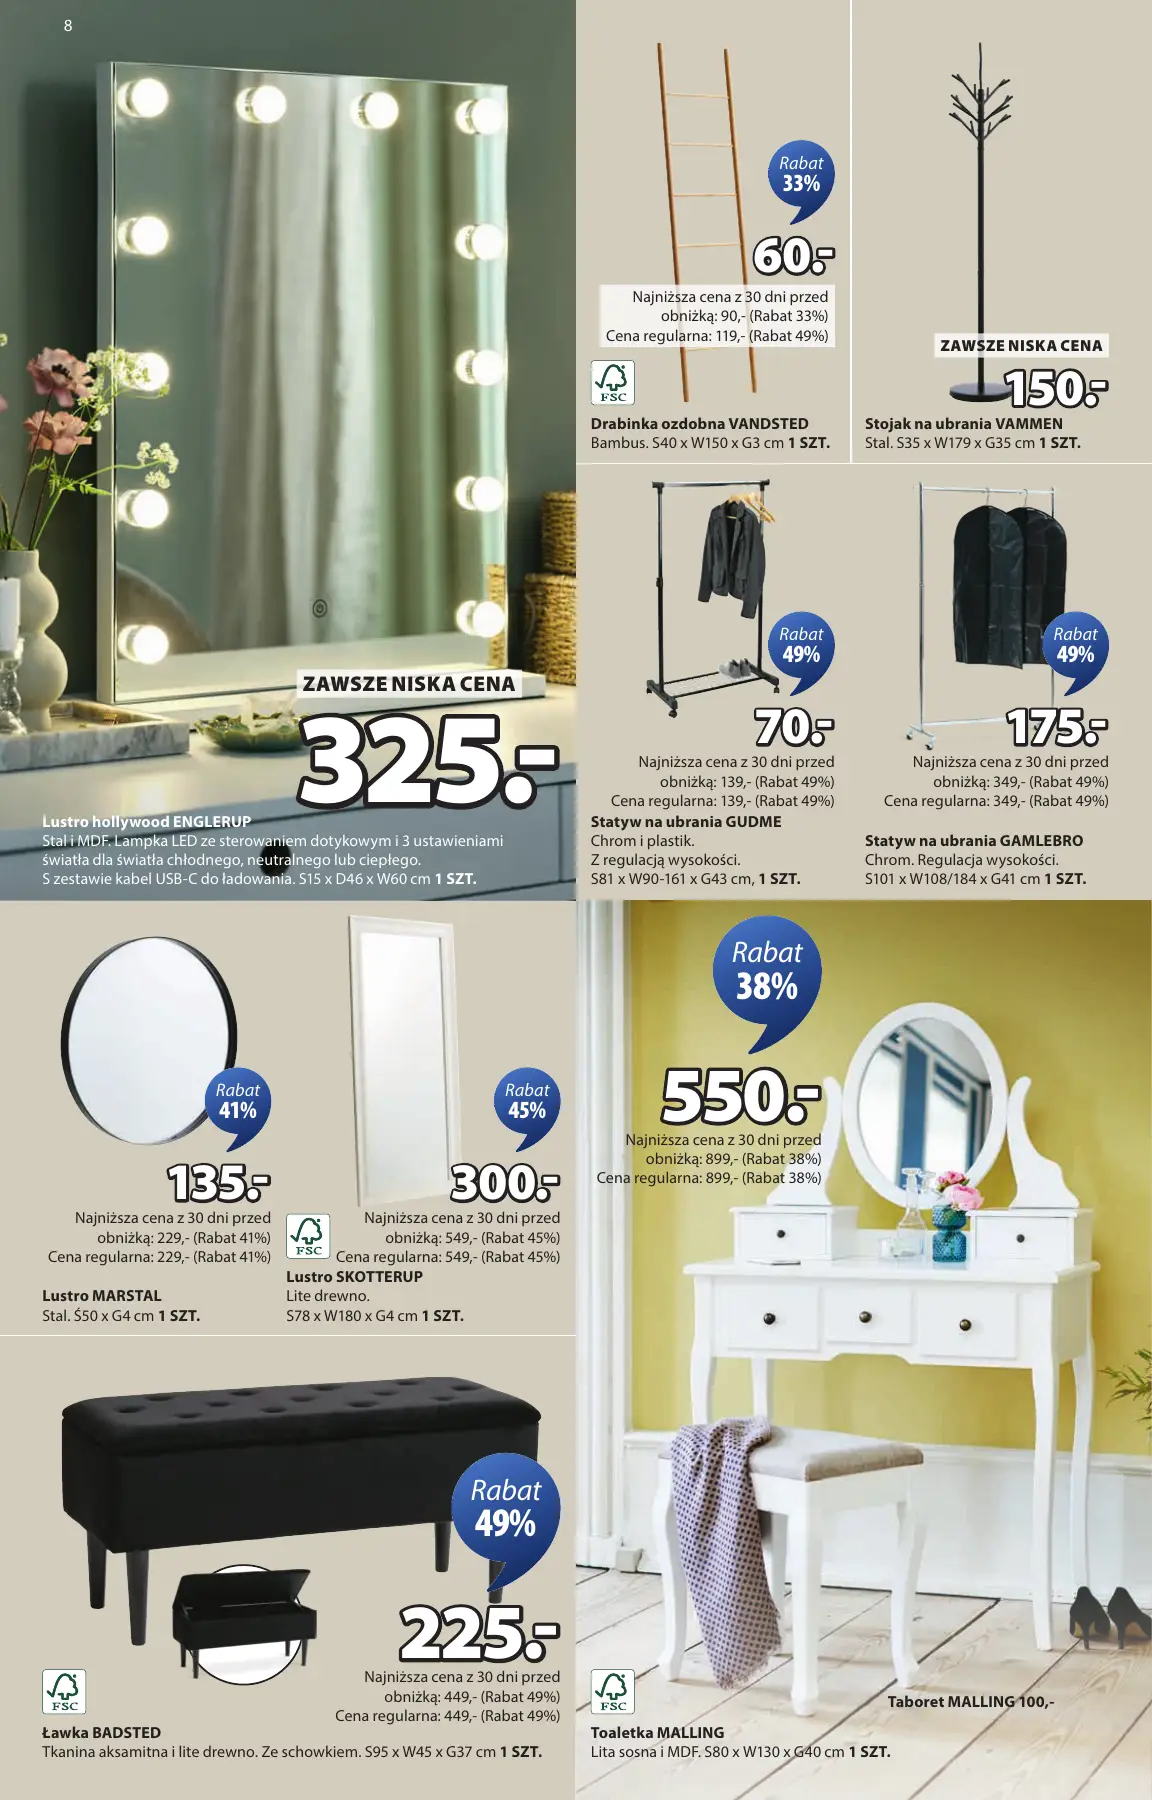 8
ZAWSZE NISKA CENA
325.-
Lustro hollywood ENGLERUP
Stal i MDF. Lampka LED ze sterowaniem dotykowym i 3 ustawieniami
światła dla światła chłodnego, neutralnego lub ciepłego.
S zestawie kabel USB-C do ładowania. S15 x D46 x W60 cm 1 SZT.
Rabat
33%
60.-
Najniższa cena z 30 dni przed
obniżką: 90,- (Rabat 33%)
Cena regularna: 119,- (Rabat 49%)
FSC
Drabinka ozdobna VANDSTED
Bambus. S40 x W150 x G3 cm 1 SZT.
ZAWSZE NISKA CENA
150.-
Stojak na ubrania VAMMEN
Stal. S35 x W179 x G35 cm 1 SZT.
Rabat
49%
70.-
Najniższa cena z 30 dni przed
obniżką: 139,- (Rabat 49%)
Cena regularna: 139,- (Rabat 49%)
Statyw na ubrania GUDME
Chrom i plastik.
Z regulacją wysokości.
S81 x W90-161 x G43 cm, 1 SZT.
Rabat
49%
175.-
Najniższa cena z 30 dni przed
obniżką: 349,- (Rabat 49%)
Cena regularna: 349,- (Rabat 49%)
Statyw na ubrania GAMLEBRO
Chrom. Regulacja wysokości.
S101 x W108/184 x G41 cm 1 SZT.
Rabat
41%
135.-
Najniższa cena z 30 dni przed
obniżką: 229,- (Rabat 41%)
Cena regularna: 229,- (Rabat 41%)
Lustro MARSTAL
Stal. Ś50 x G4 cm 1 SZT.
Rabat
45%
300.-
Najniższa cena z 30 dni przed
obniżką: 549,- (Rabat 45%)
Cena regularna: 549,- (Rabat 45%)
FSC
Lustro SKOTTERUP
Lite drewno.
S78 x W180 x G4 cm 1 SZT.
Rabat
38%
550.-
Najniższa cena z 30 dni przed
obniżką: 899,- (Rabat 38%)
Cena regularna: 899,- (Rabat 38%)
Rabat
49%
225.-
Najniższa cena z 30 dni przed
obniżką: 449,- (Rabat 49%)
Cena regularna: 449,- (Rabat 49%)
FSC
Ławka BADSTED
Tkanina aksamitna i lite drewno. Ze schowkiem. S95 x W45 x G37 cm 1 SZT.
FSC
Taboret MALLING 100,-
Toaletka MALLING
Lita sosna i MDF. S80 x W130 x G40 cm 1 SZT.